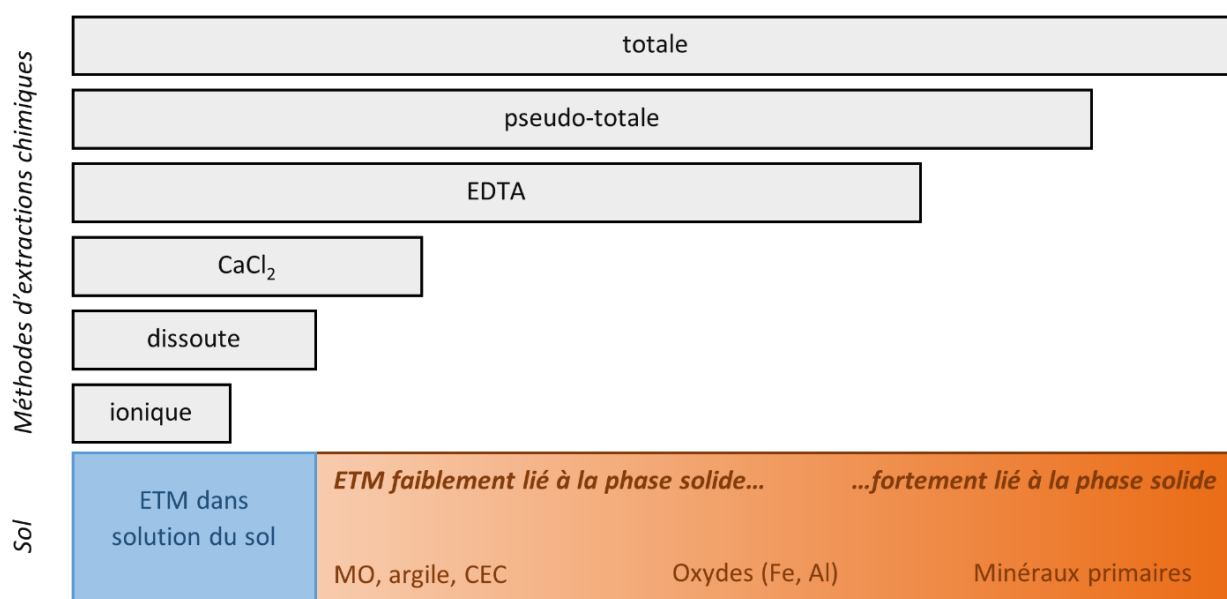 Méthodes d’extractions chimiques
totale
pseudo-totale
EDTA
CaCl₂
dissoute
ionique
Sol
ETM dans
solution du sol
ETM faiblement lié à la phase solide…
…fortement lié à la phase solide
MO, argile, CEC
Oxydes (Fe, Al)
Minéraux primaires